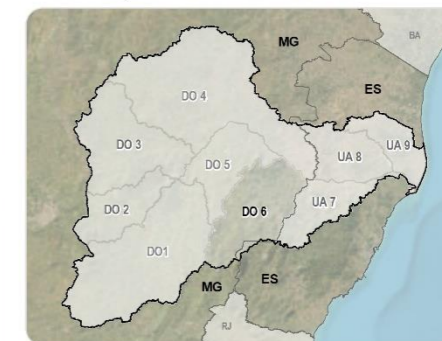 MG
BA
ES
DO 4
DO 3
DO 5
UA 8
UA 9
DO 2
DO 6
UA 7
DO1
MG
ES
RJ